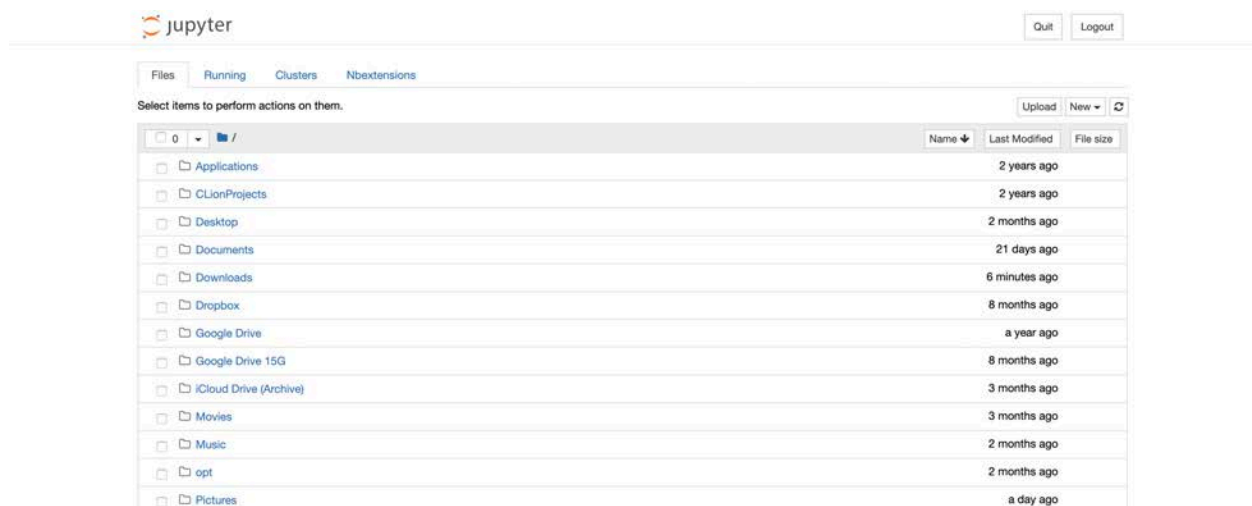 jupyter
Quit Logout
Files Running Clusters Nbextensions
Select items to perform actions on them.
Upload New
0 / Name Last Modified File size
Applications 2 years ago
CLionProjects 2 years ago
Desktop 2 months ago
Documents 21 days ago
Downloads 6 minutes ago
Dropbox 8 months ago
Google Drive a year ago
Google Drive 15G 8 months ago
iCloud Drive (Archive) 3 months ago
Movies 3 months ago
Music 2 months ago
opt 2 months ago
Pictures a day ago